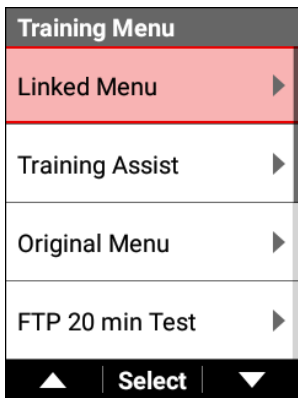 Training Menu
Linked Menu
Training Assist
Original Menu
FTP 20 min Test
Select